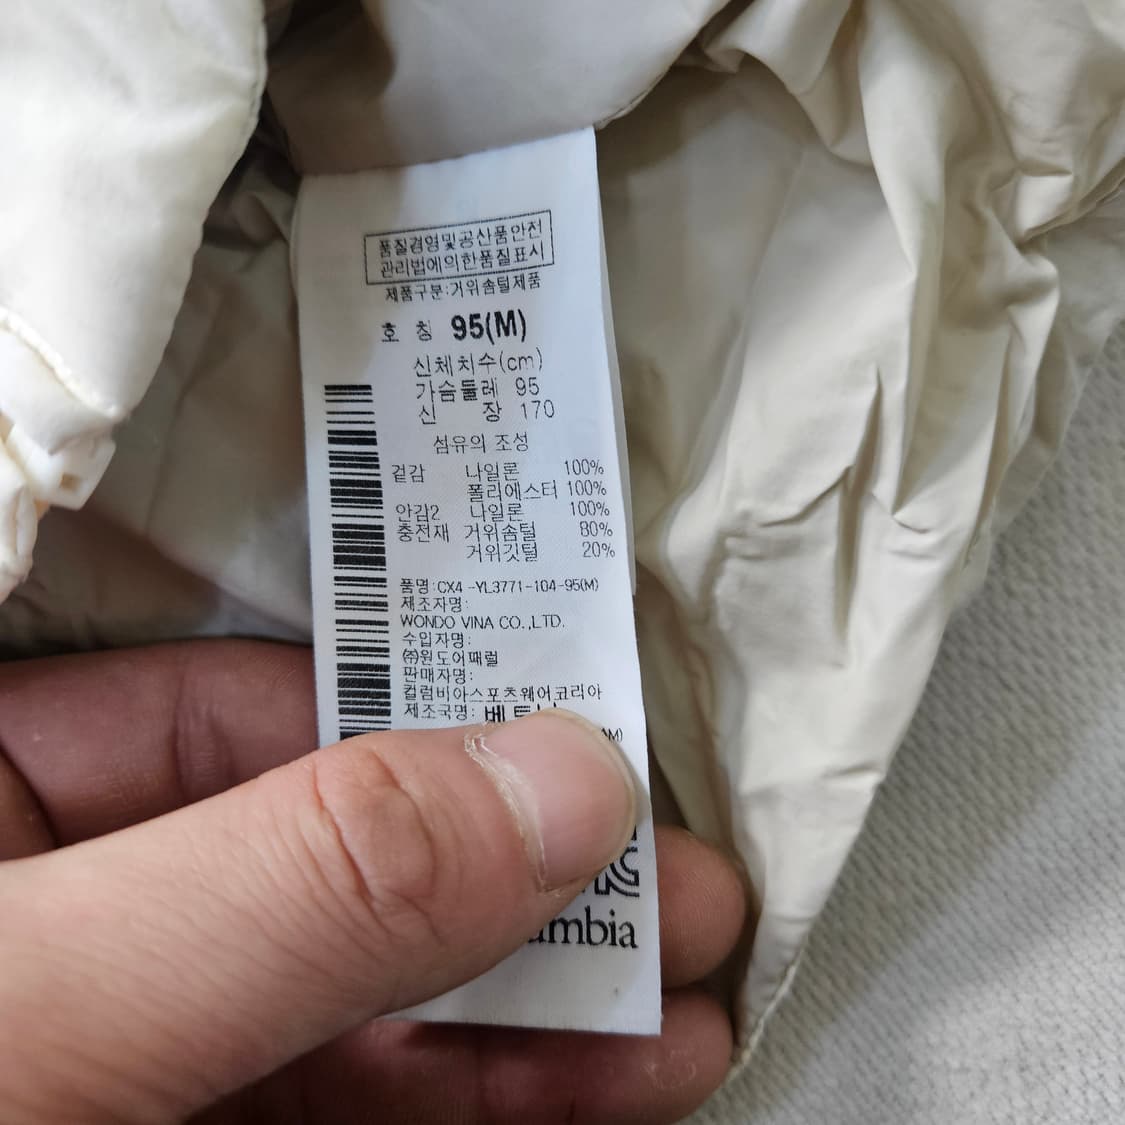 품질경영및공산품안전
관리법에의한품질표시
제품구분:거위솜털제품
호 칭 95(M)
신체치수(cm)
가슴둘레 95
신 장 170
섬유의 조성
겉감 나일론 100%
폴리에스터 100%
안감2 나일론 100%
충전재 거위솜털 80%
거위깃털 20%
품명:CX4-YL3771-104-95(M)
제조자명:
WONDO VINA CO.,LTD.
수입자명:
㈜원도어패럴
판매자명:
컬럼비아스포츠웨어코리아
제조국명: